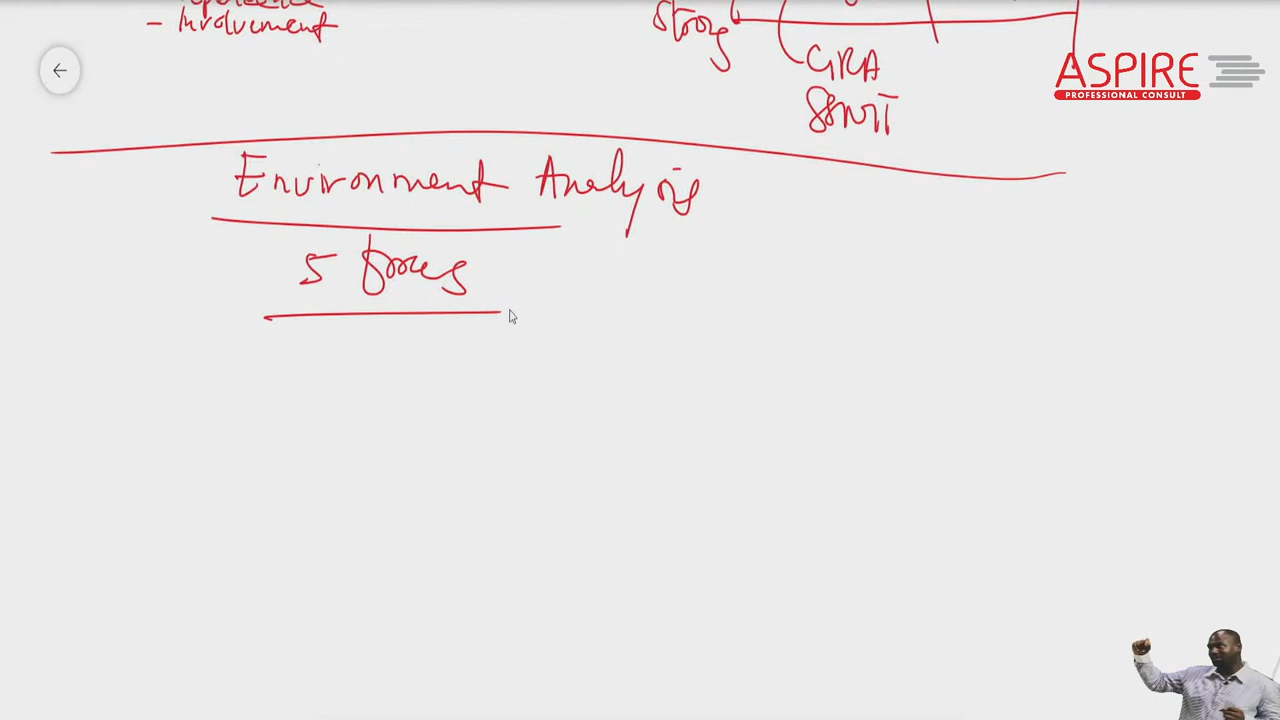 - Involvement
Strong
GRA
SSNIT
ASPIRE
PROFESSIONAL CONSULT
Environment Analysis
5 forces